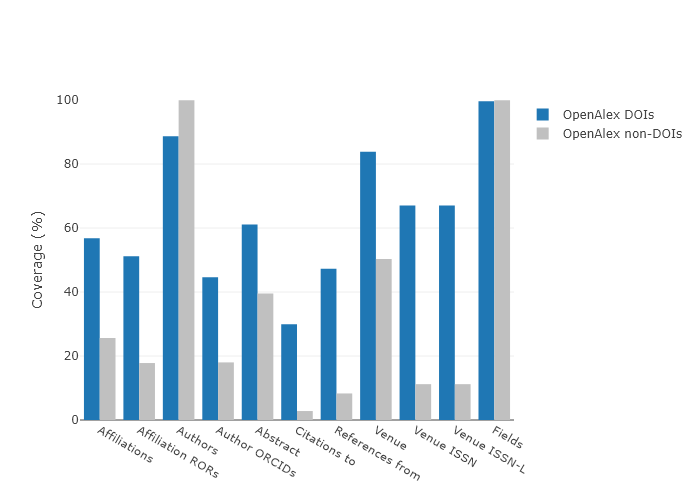 100
80
60
40
20
0
Coverage (%)
Affiliations
Affiliation RORs
Authors
Author ORCIDs
Abstract
Citations to
References from
Venue
Venue ISSN
Venue ISSN-L
Fields
OpenAlex DOIs
OpenAlex non-DOIs